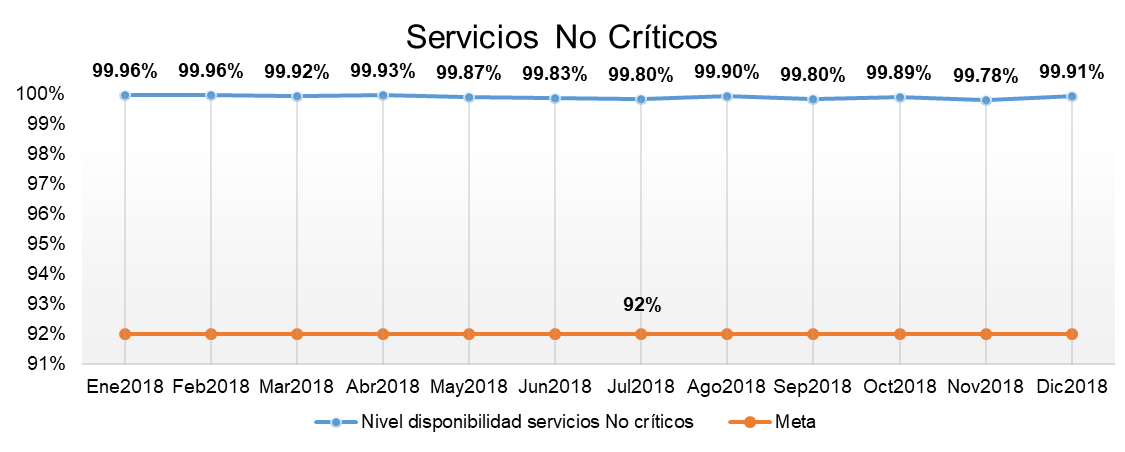 Servicios No Críticos
99.96% 99.96% 99.92% 99.93% 99.87% 99.83% 99.80% 99.90% 99.80% 99.89% 99.78% 99.91%
100%
99%
98%
97%
96%
95%
94%
93%
92%
92%
91%
Ene2018 Feb2018 Mar2018 Abr2018 May2018 Jun2018 Jul2018 Ago2018 Sep2018 Oct2018 Nov2018 Dic2018
Nivel disponibilidad servicios No críticos Meta